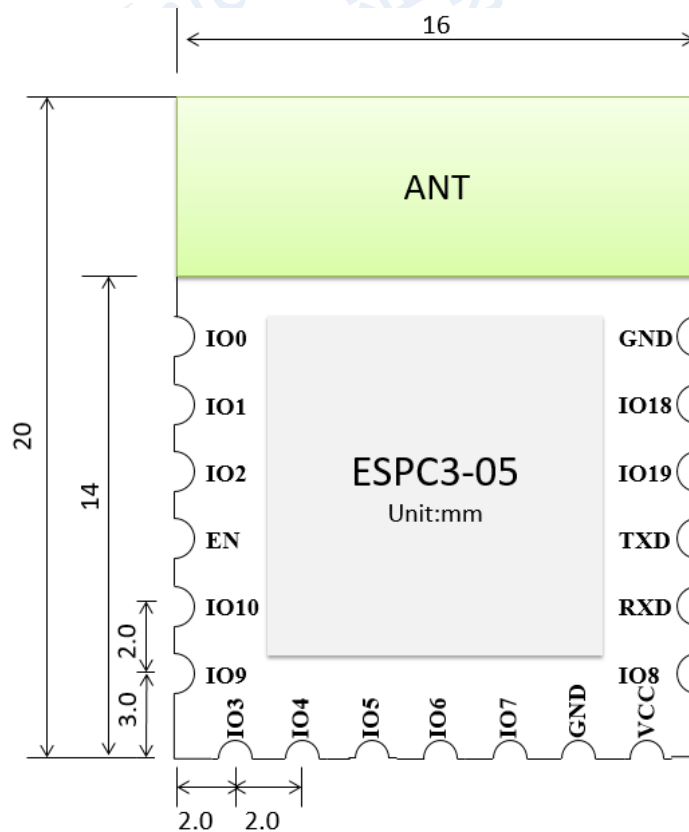 16
ANT
IO0
GND
IO1
IO18
20
IO2
ESPC3-05
IO19
14
Unit:mm
EN
TXD
IO10
RXD
2.0
IO9
IO8
3.0
IO3
IO4
IO5
IO6
IO7
GND
VCC
2.0
2.0